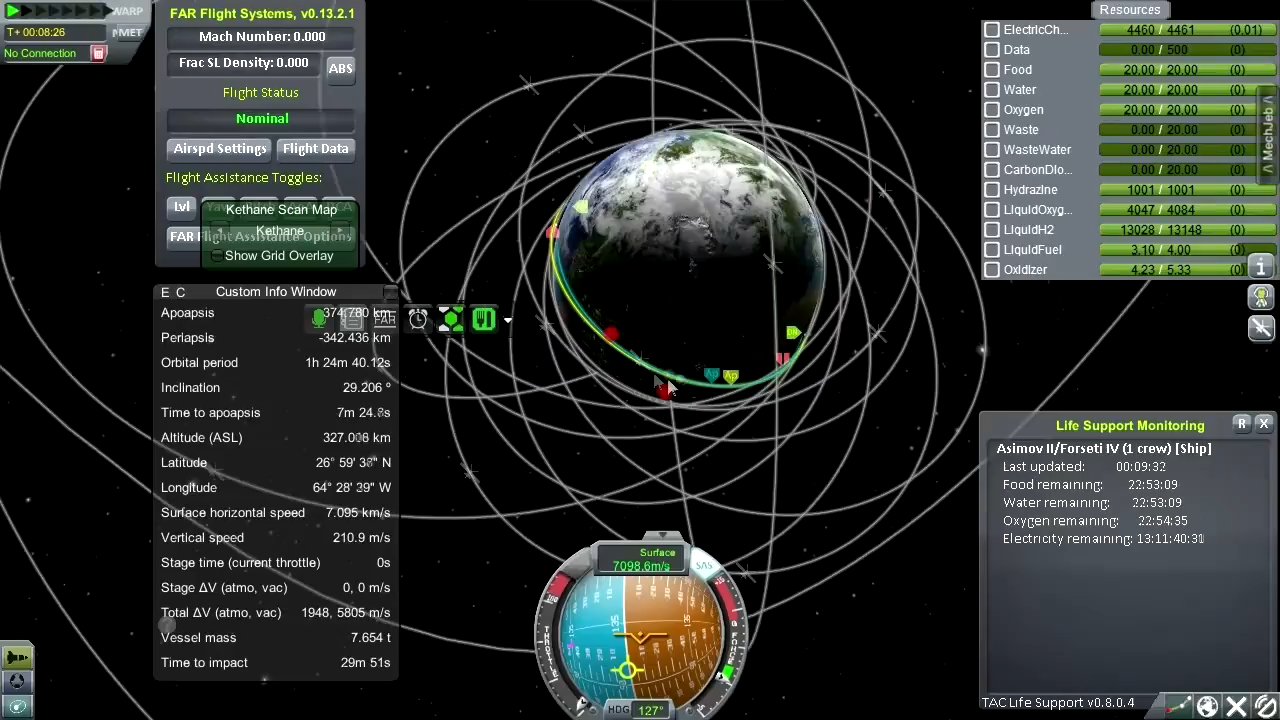 WARP
T+ 00:08:26
MET
No Connection
FAR Flight Systems, v0.13.2.1
Mach Number: 0.000
Frac SL Density: 0.000
ABS
Flight Status
Nominal
Airspd Settings
Flight Data
Flight Assistance Toggles:
Lvl
Kethane Scan Map
Kethane
FAR Flight Assistance Options
Show Grid Overlay
E C Custom Info Window
Apoapsis 374.780 km
Periapsis -342.436 km
Orbital period 1h 24m 40.12s
Inclination 29.206 °
Time to apoapsis
Altitude (ASL)
Latitude 26° 59' 38" N
Longitude 64° 28' 39" W
Surface horizontal speed 7.095 km/s
Vertical speed 210.9 m/s
Stage time (current throttle) 0s
Stage ΔV (atmo, vac) 0, 0 m/s
Total ΔV (atmo, vac) 1948, 5805 m/s
Vessel mass 7.654 t
Time to impact 29m 51s
FAR
DN
Ap
Ap
Surface
7098.6m/s
SAS
HDG 127°
Resources
ElectricCh... 4460 / 4461 (0.01)
Data 0.00 / 500 (0)
Food 20.00 / 20.00 (0)
Water 20.00 / 20.00 (0)
Oxygen 20.00 / 20.00 (0)
Waste 0.00 / 20.00 (0)
WasteWater 0.00 / 20.00 (0)
CarbonDio... 0.00 / 20.00 (0)
Hydrazine 1001 / 1001 (0)
LiquidOxyg... 4047 / 4084 (0)
LiquidH2 13028 / 13148 (0)
LiquidFuel 3.10 / 4.00 (0)
Oxidizer 4.23 / 5.33 (0)
MechJeb
Life Support Monitoring R X
Asimov II/Forseti IV (1 crew) [Ship]
Last updated: 00:09:32
Food remaining: 22:53:09
Water remaining: 22:53:09
Oxygen remaining: 22:54:35
Electricity remaining: 13:11:40:31
TAC Life Support v0.8.0.4